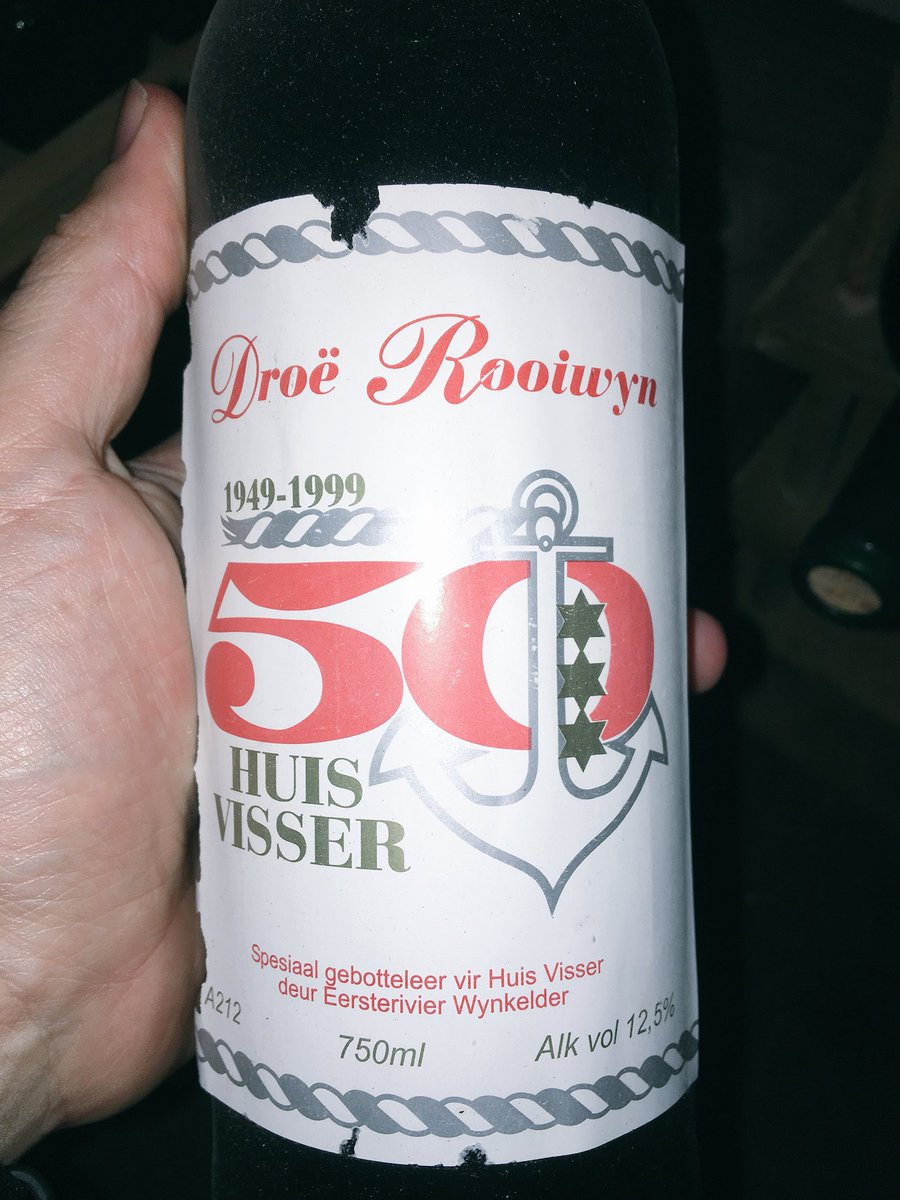 Droë Rooiwyn
1949-1999
50
HUIS
VISSER
Spesiaal gebotteleer vir Huis Visser
deur Eersterivier Wynkelder
A212
750ml
Alk vol 12,5%